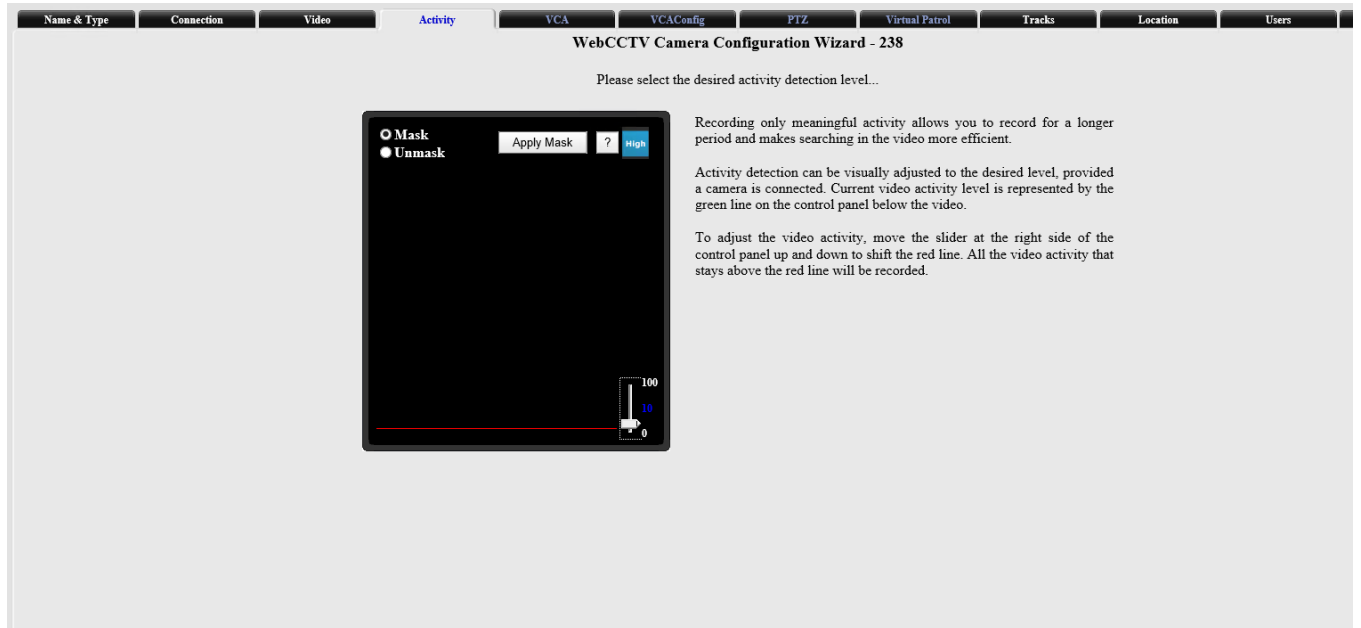 Name & Type Connection Video Activity VCA VCAConfig PTZ Virtual Patrol Tracks Location Users
WebCCTV Camera Configuration Wizard - 238
Please select the desired activity detection level...
Mask
Unmask
Apply Mask ? High
Recording only meaningful activity allows you to record for a longer
period and makes searching in the video more efficient.
Activity detection can be visually adjusted to the desired level, provided
a camera is connected. Current video activity level is represented by the
green line on the control panel below the video.
To adjust the video activity, move the slider at the right side of the
control panel up and down to shift the red line. All the video activity that
stays above the red line will be recorded.
100
10
0